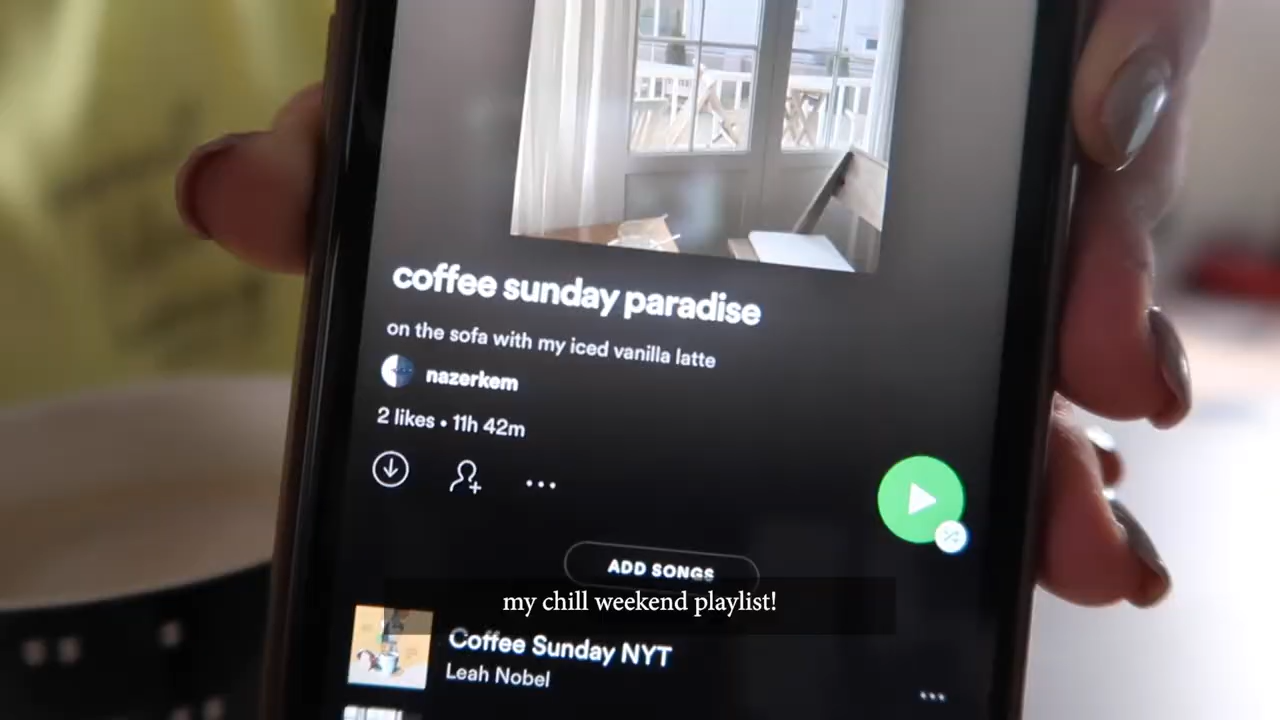 coffee sunday paradise
on the sofa with my iced vanilla latte
nazerkem
2 likes • 11h 42m
ADD SONGS
my chill weekend playlist!
Coffee Sunday NYT
Leah Nobel